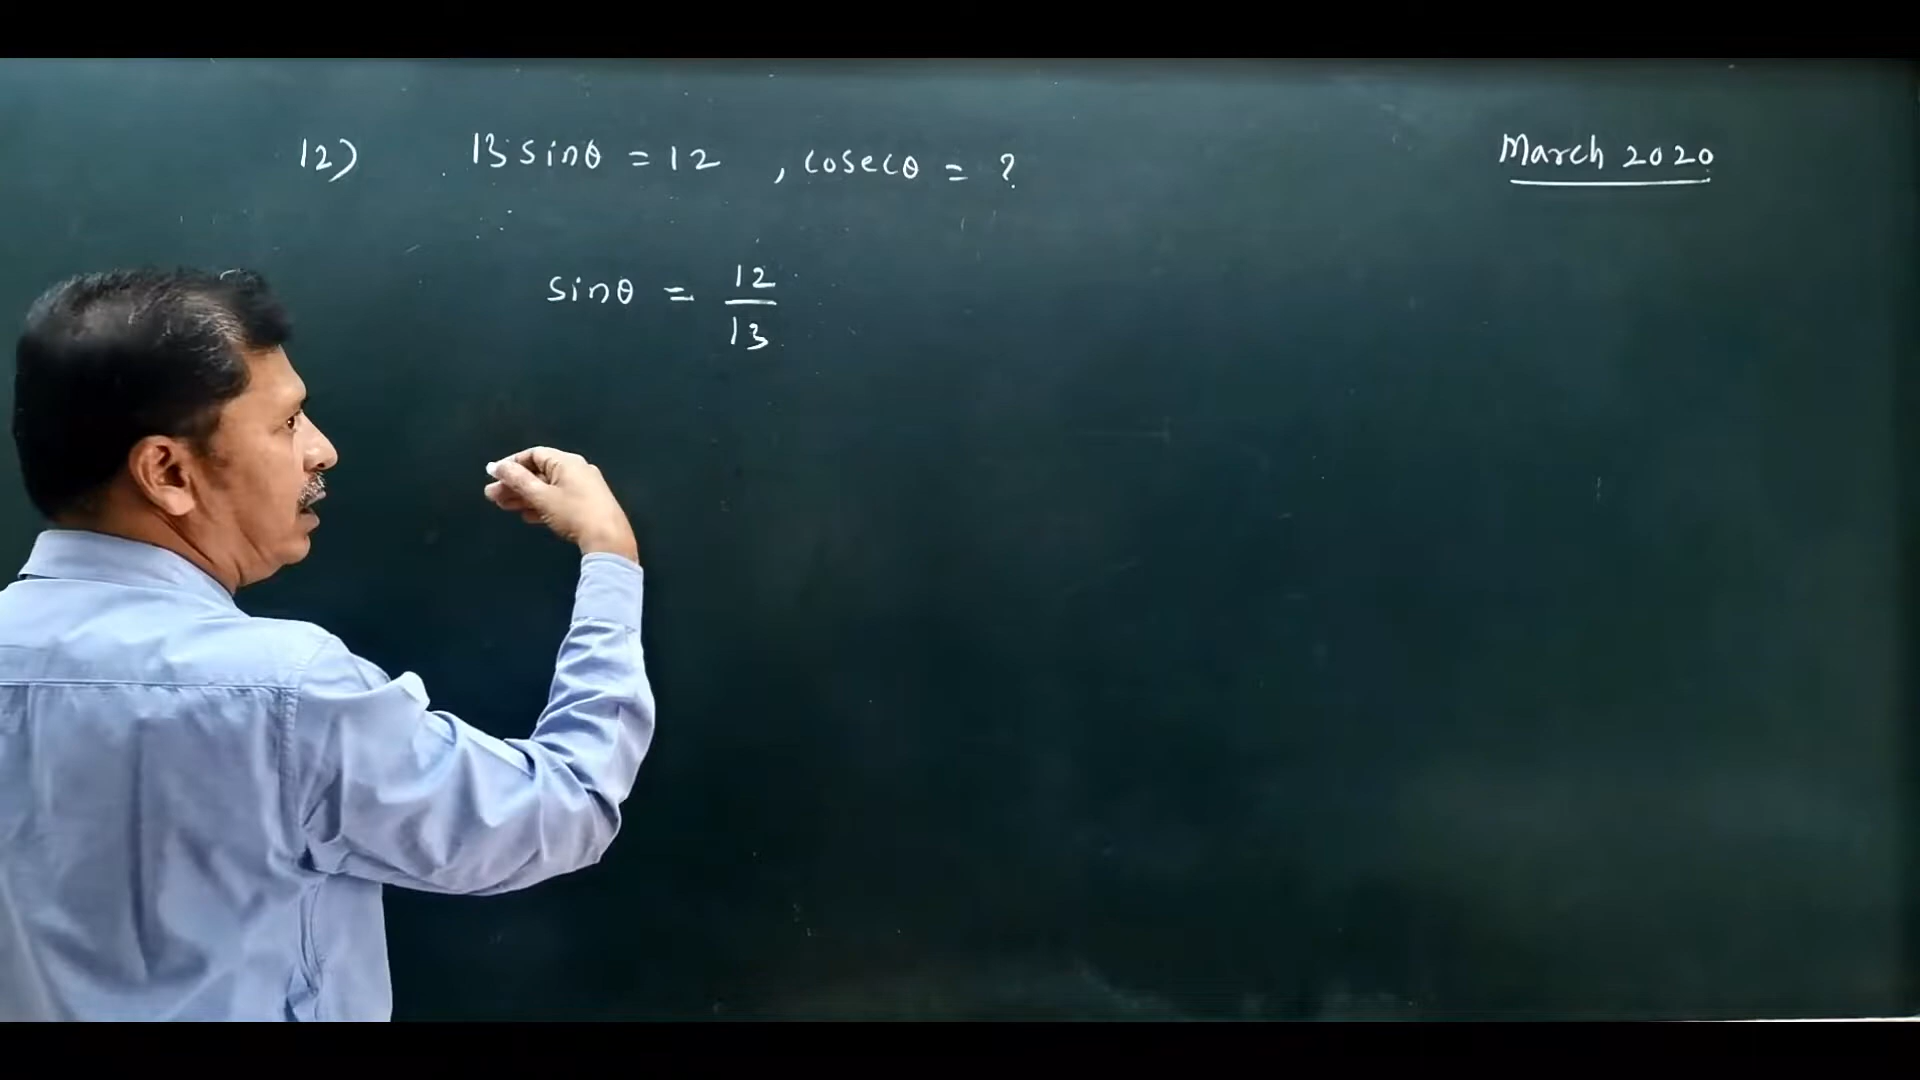 12) 13 sinθ = 12 , cosecθ = ? March 2020
sinθ = 12/13